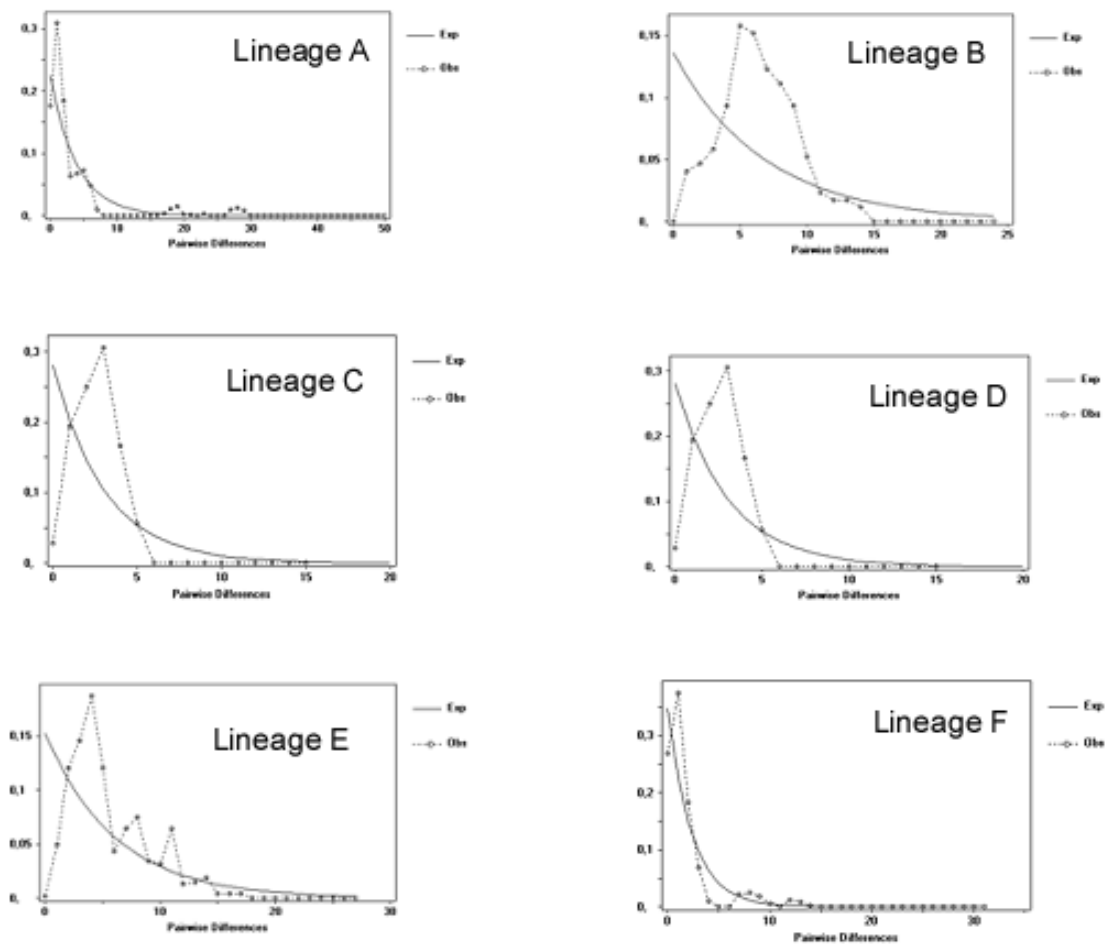 Lineage A
Exp
Obs
0,3
0,2
0,1
0,
0 10 20 30 40 50
Pairwise Differences
Lineage B
Exp
Obs
0,15
0,1
0,05
0,
0 5 10 15 20 25
Pairwise Differences
Lineage C
Exp
Obs
0,3
0,2
0,1
0,
0 5 10 15 20
Pairwise Differences
Lineage D
Exp
Obs
0,3
0,2
0,1
0,
0 5 10 15 20
Pairwise Differences
Lineage E
Exp
Obs
0,15
0,1
0,05
0,
0 10 20 30
Pairwise Differences
Lineage F
Exp
Obs
0,3
0,2
0,1
0,
0 10 20 30
Pairwise Differences